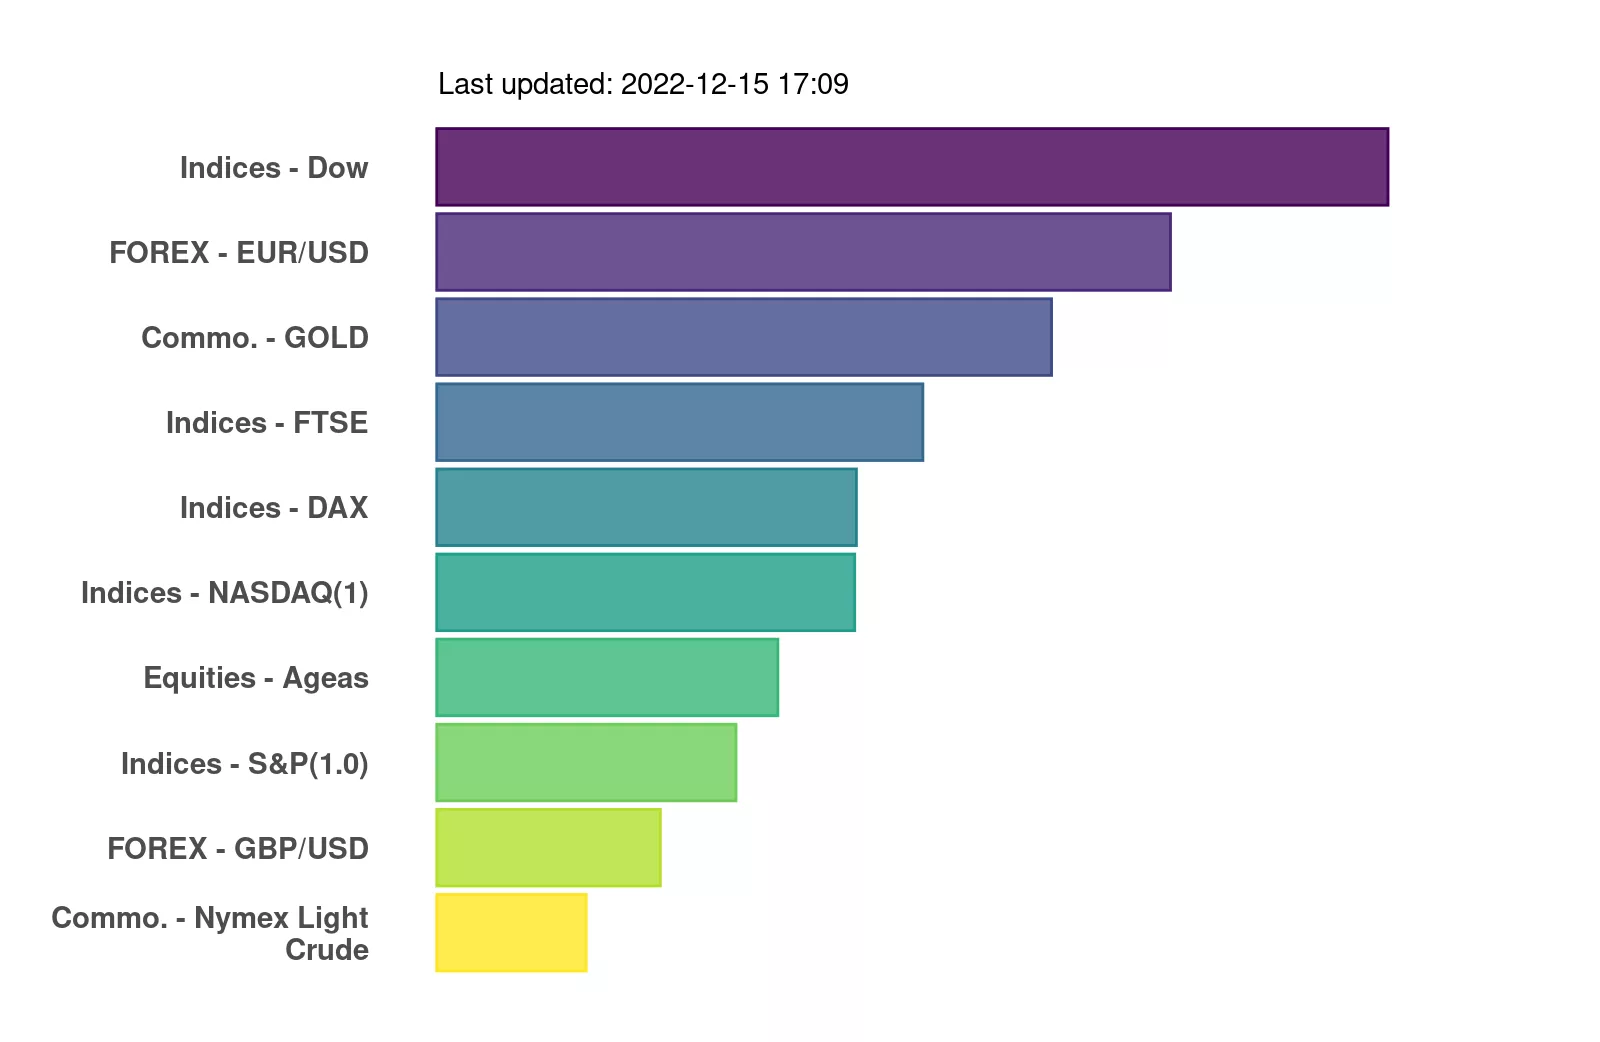 Last updated: 2022-12-15 17:09
Indices - Dow
FOREX - EUR/USD
Commo. - GOLD
Indices - FTSE
Indices - DAX
Indices - NASDAQ(1)
Equities - Ageas
Indices - S&P(1.0)
FOREX - GBP/USD
Commo. - Nymex Light
Crude